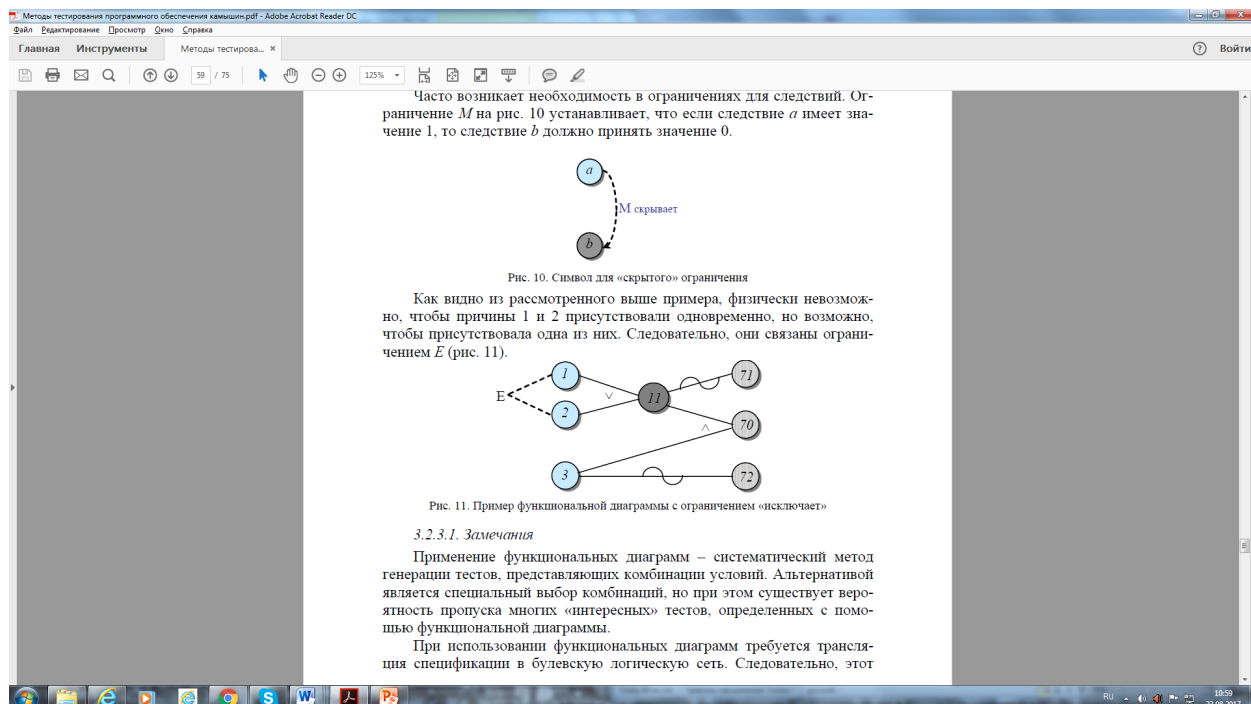 Методы тестирования программного обеспечения камышин.pdf - Adobe Acrobat Reader DC
Файл Редактирование Просмотр Окно Справка
Главная Инструменты Методы тестирова... × ? Войти
59 / 75 125%
Часто возникает необходимость в ограничениях для следствий. Ог-
раничение M на рис. 10 устанавливает, что если следствие a имеет зна-
чение 1, то следствие b должно принять значение 0.
a
M скрывает
b
Рис. 10. Символ для «скрытого» ограничения
Как видно из рассмотренного выше примера, физически невозмож-
но, чтобы причины 1 и 2 присутствовали одновременно, но возможно,
чтобы присутствовала одна из них. Следовательно, они связаны ограни-
чением E (рис. 11).
1 71
E ∨ 11
2 ∧ 70
3 72
Рис. 11. Пример функциональной диаграммы с ограничением «исключает»
3.2.3.1. Замечания
Применение функциональных диаграмм – систематический метод
генерации тестов, представляющих комбинации условий. Альтернативой
является специальный выбор комбинаций, но при этом существует веро-
ятность пропуска многих «интересных» тестов, определенных с помо-
щью функциональной диаграммы.
При использовании функциональных диаграмм требуется трансля-
ция спецификации в булевскую логическую сеть. Следовательно, этот
RU 10:59
22.08.2017